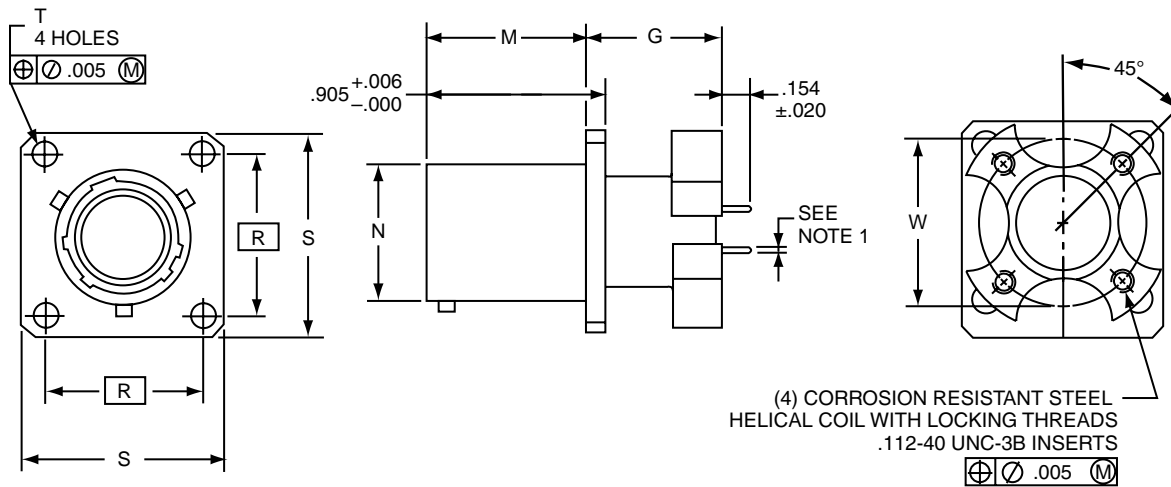 T
4 HOLES
⌖ ∅ .005 Ⓜ
M
G
.905 +.006
–.000
.154
±.020
45°
R
S
N
SEE
NOTE 1
W
R
S
(4) CORROSION RESISTANT STEEL
HELICAL COIL WITH LOCKING THREADS
.112-40 UNC-3B INSERTS
⌖ ∅ .005 Ⓜ